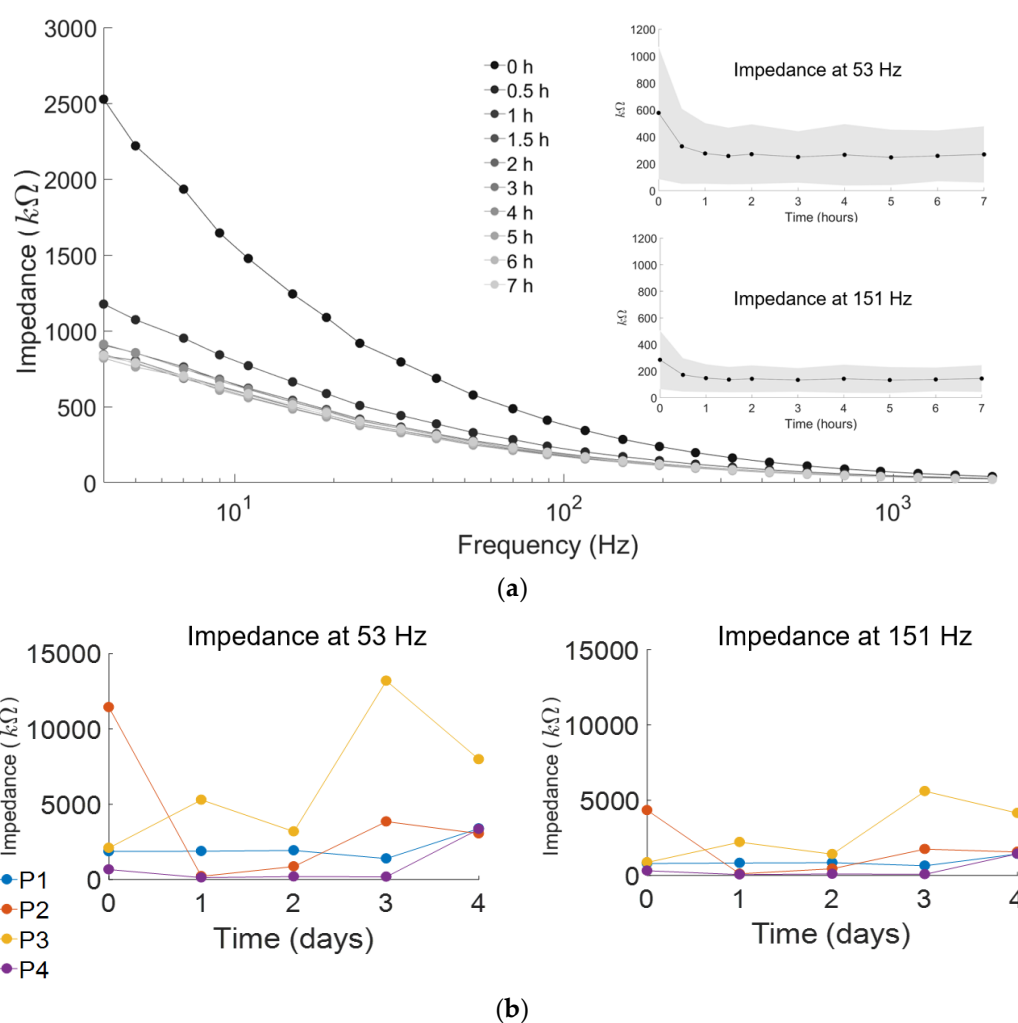 3000
2500
2000
1500
1000
500
0
Impedance (kΩ)
10¹
10²
10³
Frequency (Hz)
0 h
0.5 h
1 h
1.5 h
2 h
3 h
4 h
5 h
6 h
7 h
Impedance at 53 Hz
1200
1000
800
600
400
200
0
kΩ
0 1 2 3 4 5 6 7
Time (hours)
Impedance at 151 Hz
1200
1000
800
600
400
200
0
kΩ
0 1 2 3 4 5 6 7
Time (hours)
(a)
Impedance at 53 Hz
15000
10000
5000
0
Impedance (kΩ)
0 1 2 3 4
Time (days)
P1
P2
P3
P4
Impedance at 151 Hz
15000
10000
5000
0
Impedance (kΩ)
0 1 2 3 4
Time (days)
(b)